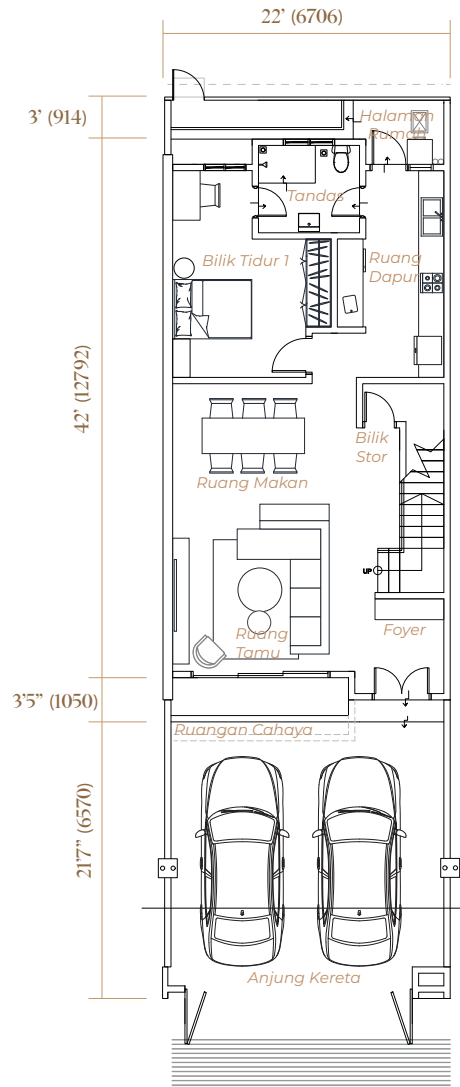 22' (6706)
3' (914)
Halaman
Rumah
Tandas
Bilik Tidur 1
Ruang
Dapur
42' (12792)
Bilik
Stor
Ruang Makan
UP
Foyer
Ruang
Tamu
3'5" (1050)
Ruangan Cahaya
21'7" (6570)
Anjung Kereta